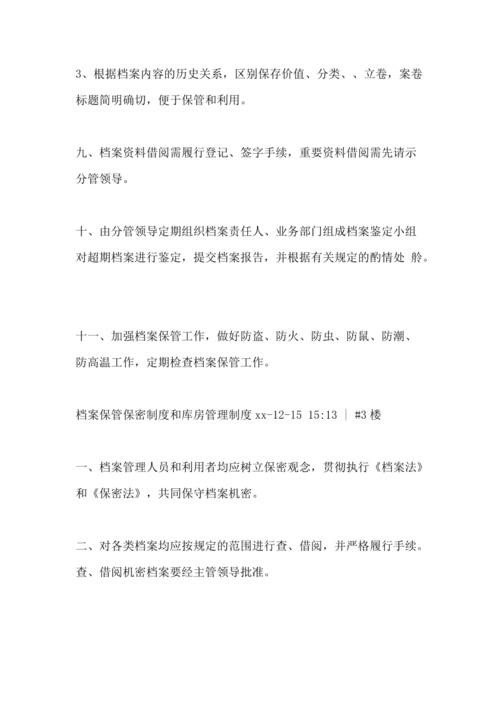 3、根据档案内容的历史关系，区别保存价值、分类、、立卷，案卷
标题简明确切，便于保管和利用。
九、档案资料借阅需履行登记、签字手续，重要资料借阅需先请示
分管领导。
十、由分管领导定期组织档案责任人、业务部门组成档案鉴定小组
对超期档案进行鉴定，提交档案报告，并根据有关规定的酌情处 舲。
十一、加强档案保管工作，做好防盗、防火、防虫、防鼠、防潮、
防高温工作，定期检查档案保管工作。
档案保管保密制度和库房管理制度 xx-12-15 15:13 | #3 楼
一、档案管理人员和利用者均应树立保密观念，贯彻执行《档案法》
和《保密法》，共同保守档案机密。
二、对各类档案均应按规定的范围进行查、借阅，并严格履行手续。
查、借阅机密档案要经主管领导批准。